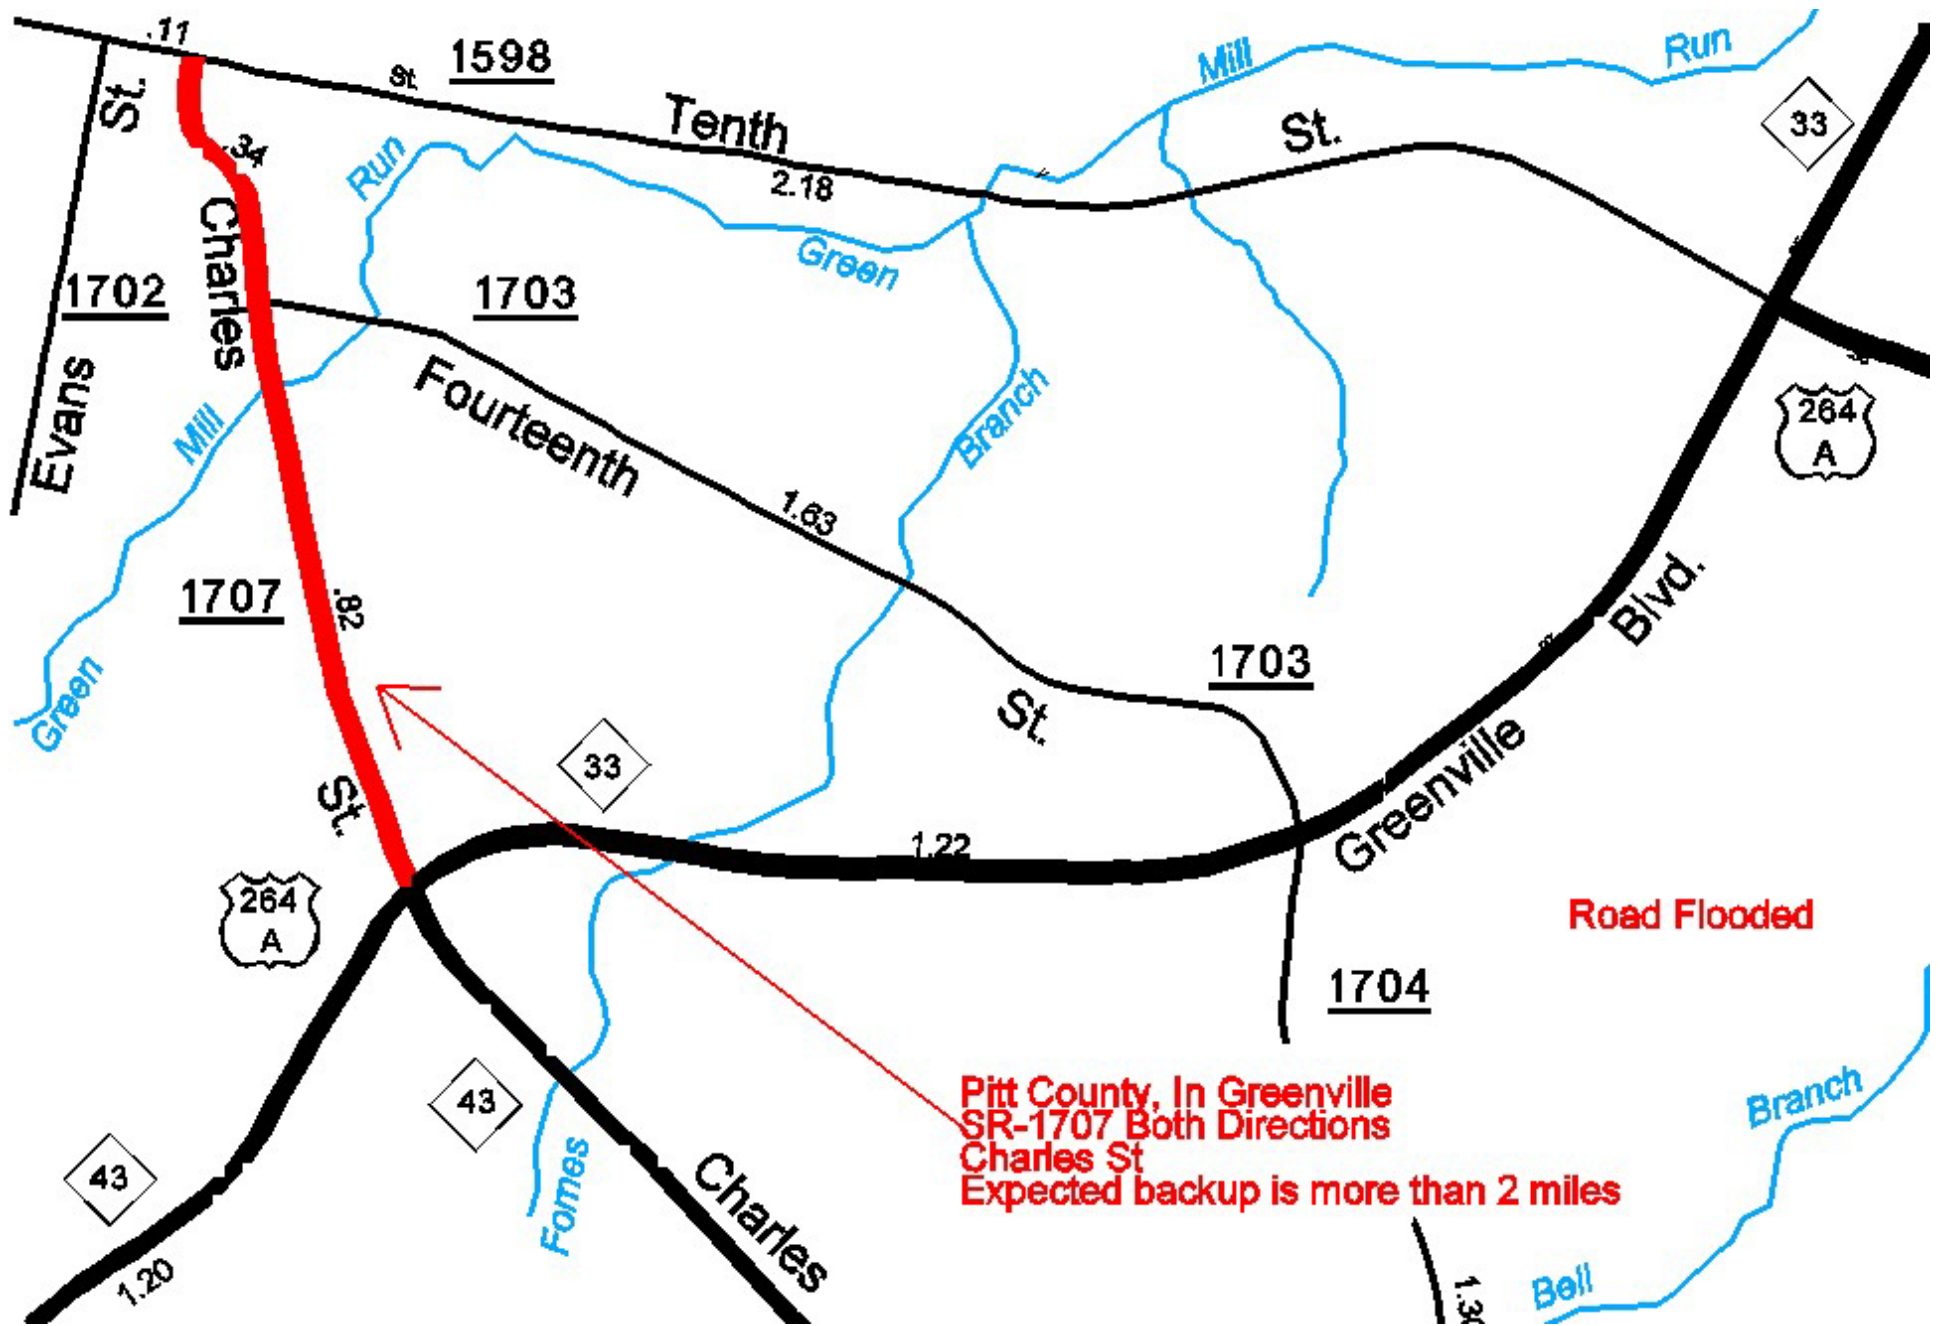 .11
1598
St.
St.
Tenth
Mill
Run
St.
33
.34
Run
2.18
Charles
Green
1702
1703
Evans
Fourteenth
Branch
Mill
264
A
1.63
1707
.82
Blvd.
Green
1703
St.
33
St.
Greenville
1.22
264
A
Road Flooded
1704
43
Pitt County, In Greenville
SR-1707 Both Directions
Charles St
Expected backup is more than 2 miles
Branch
43
Fornes
Charles
1.20
Bell